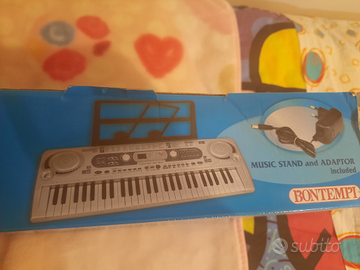 MUSIC STAND and ADAPTOR
included
BONTEMPI
subito